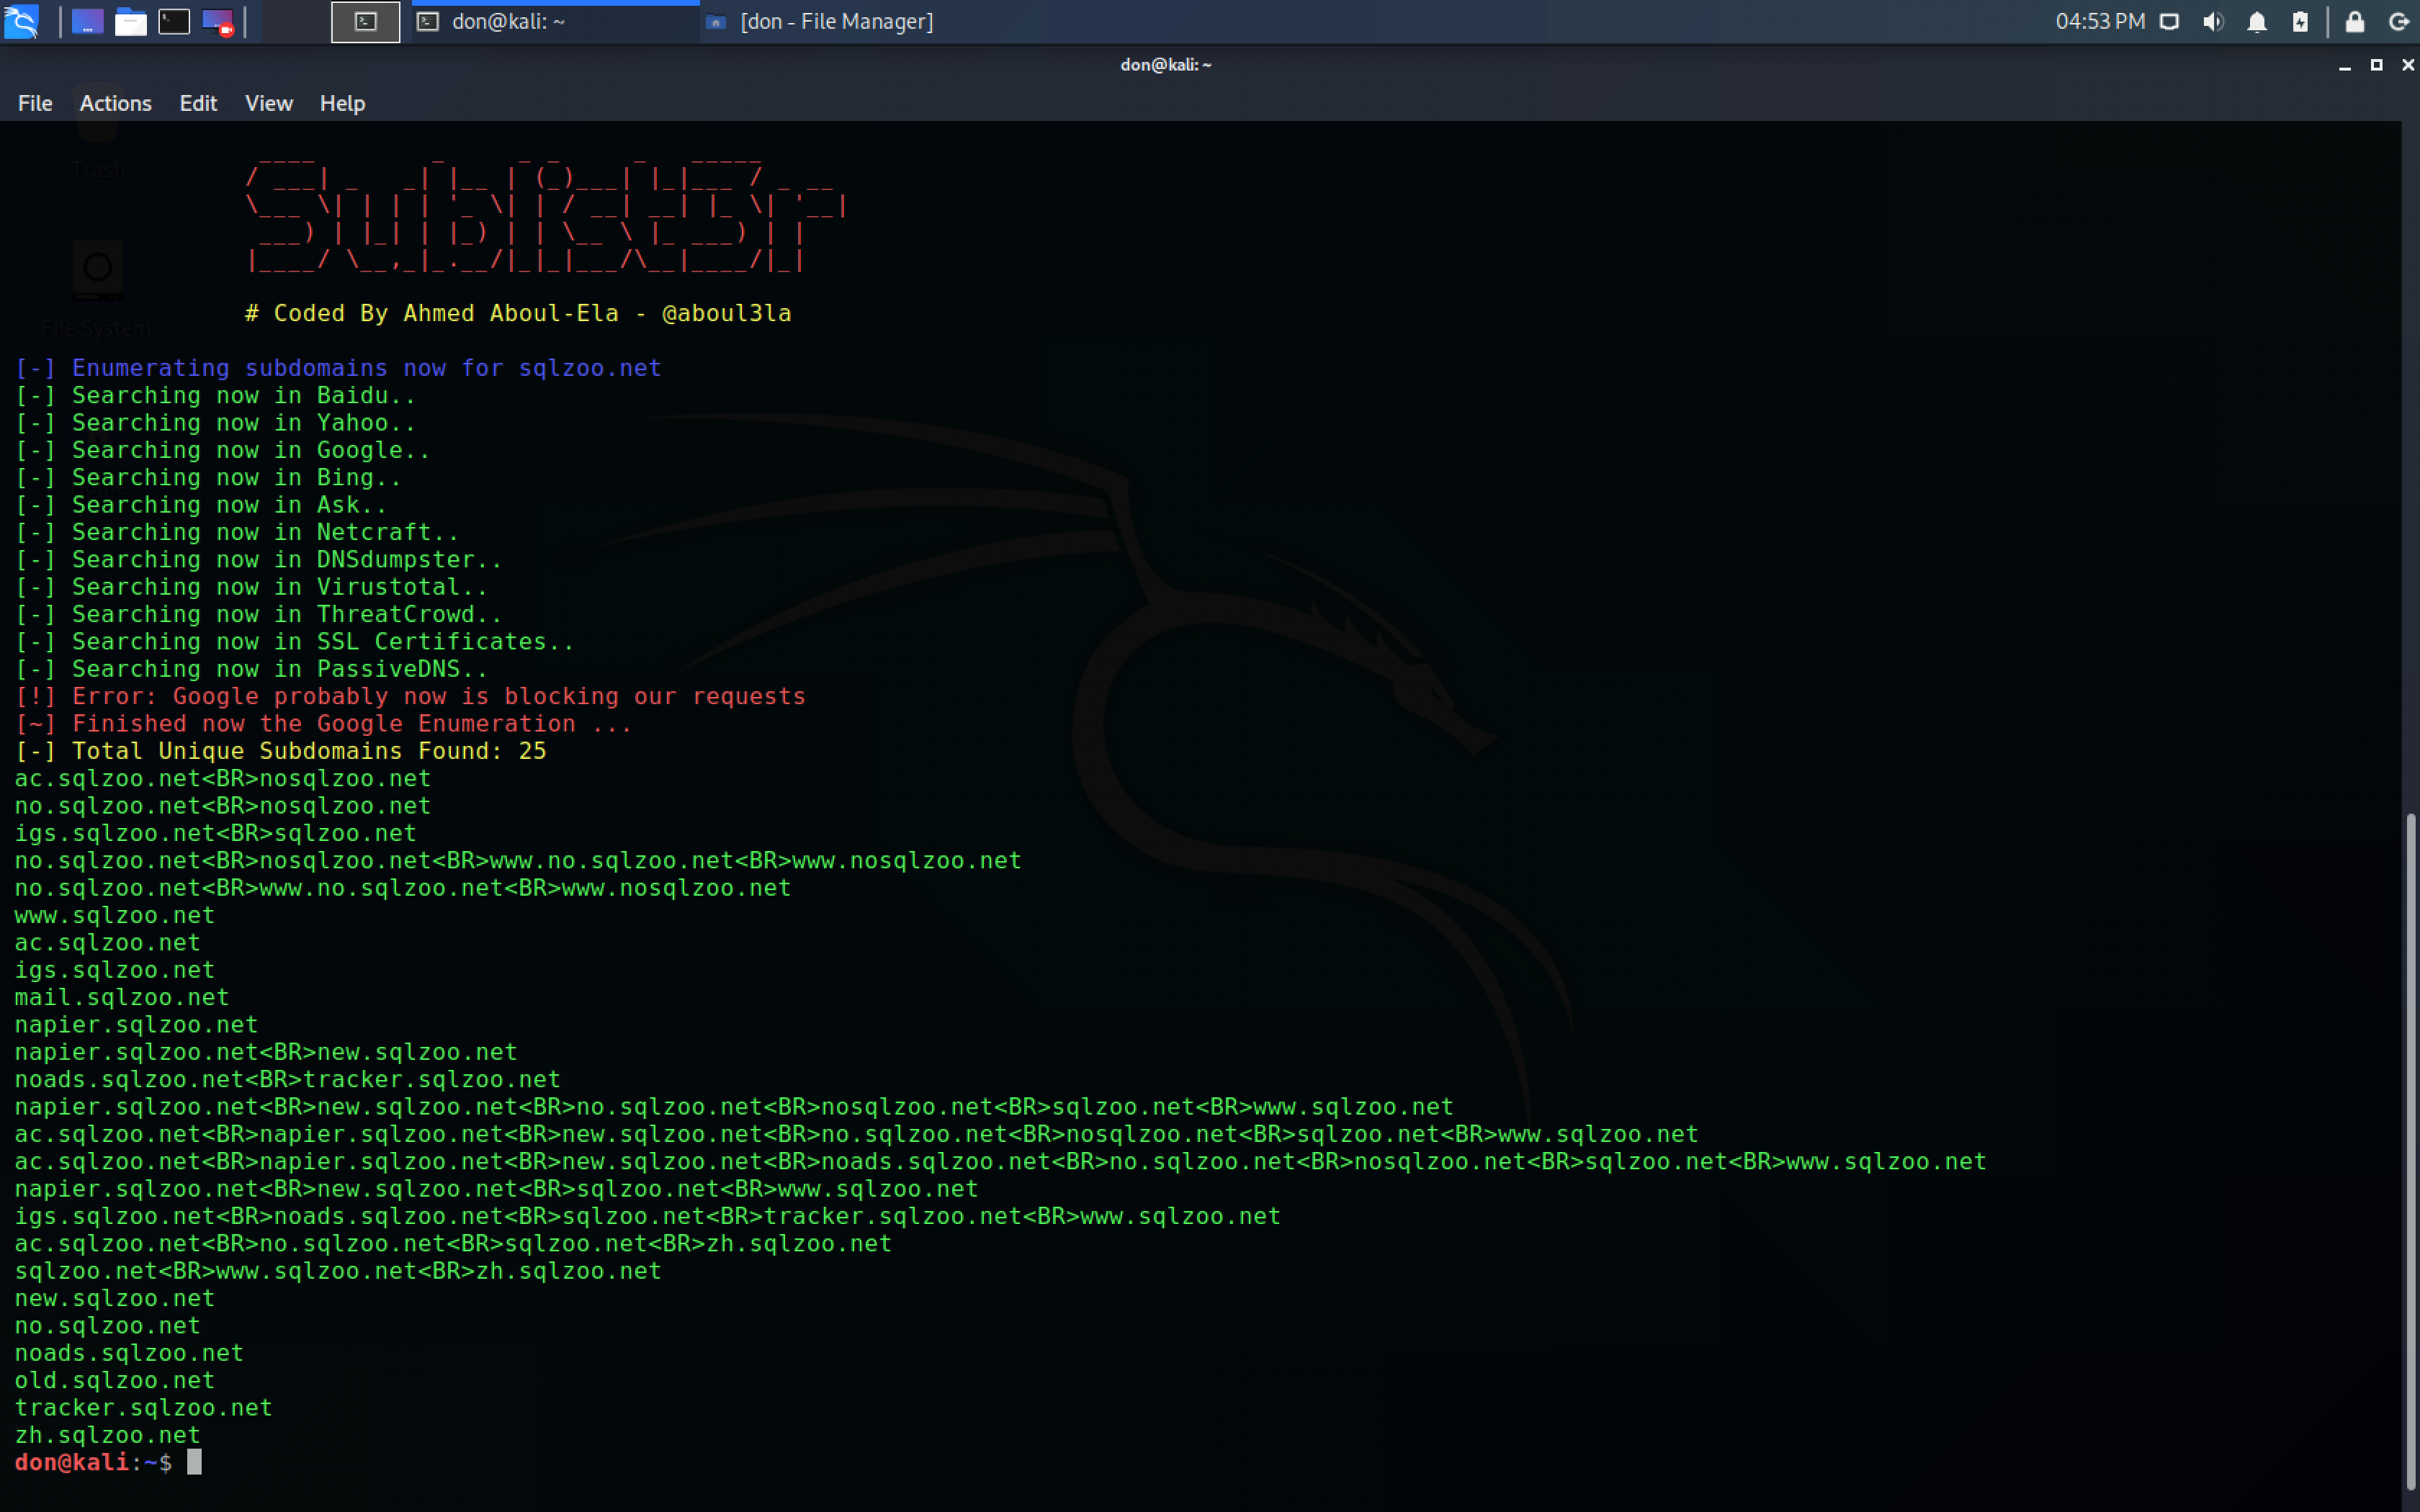 don@kali: ~
[don - File Manager]
04:53 PM
don@kali: ~
File Actions Edit View Help
Trash
File System
Sublist3r
# Coded By Ahmed Aboul-Ela - @aboul3la
[-] Enumerating subdomains now for sqlzoo.net
[-] Searching now in Baidu..
[-] Searching now in Yahoo..
[-] Searching now in Google..
[-] Searching now in Bing..
[-] Searching now in Ask..
[-] Searching now in Netcraft..
[-] Searching now in DNSdumpster..
[-] Searching now in Virustotal..
[-] Searching now in ThreatCrowd..
[-] Searching now in SSL Certificates..
[-] Searching now in PassiveDNS..
[!] Error: Google probably now is blocking our requests
[~] Finished now the Google Enumeration ...
[-] Total Unique Subdomains Found: 25
ac.sqlzoo.net<BR>nosqlzoo.net
no.sqlzoo.net<BR>nosqlzoo.net
igs.sqlzoo.net<BR>sqlzoo.net
no.sqlzoo.net<BR>nosqlzoo.net<BR>www.no.sqlzoo.net<BR>www.nosqlzoo.net
no.sqlzoo.net<BR>www.no.sqlzoo.net<BR>www.nosqlzoo.net
www.sqlzoo.net
ac.sqlzoo.net
igs.sqlzoo.net
mail.sqlzoo.net
napier.sqlzoo.net
napier.sqlzoo.net<BR>new.sqlzoo.net
noads.sqlzoo.net<BR>tracker.sqlzoo.net
napier.sqlzoo.net<BR>new.sqlzoo.net<BR>no.sqlzoo.net<BR>nosqlzoo.net<BR>sqlzoo.net<BR>www.sqlzoo.net
ac.sqlzoo.net<BR>napier.sqlzoo.net<BR>new.sqlzoo.net<BR>no.sqlzoo.net<BR>nosqlzoo.net<BR>sqlzoo.net<BR>www.sqlzoo.net
ac.sqlzoo.net<BR>napier.sqlzoo.net<BR>new.sqlzoo.net<BR>noads.sqlzoo.net<BR>no.sqlzoo.net<BR>nosqlzoo.net<BR>sqlzoo.net<BR>www.sqlzoo.net
napier.sqlzoo.net<BR>new.sqlzoo.net<BR>sqlzoo.net<BR>www.sqlzoo.net
igs.sqlzoo.net<BR>noads.sqlzoo.net<BR>sqlzoo.net<BR>tracker.sqlzoo.net<BR>www.sqlzoo.net
ac.sqlzoo.net<BR>no.sqlzoo.net<BR>sqlzoo.net<BR>zh.sqlzoo.net
sqlzoo.net<BR>www.sqlzoo.net<BR>zh.sqlzoo.net
new.sqlzoo.net
no.sqlzoo.net
noads.sqlzoo.net
old.sqlzoo.net
tracker.sqlzoo.net
zh.sqlzoo.net
don@kali:~$